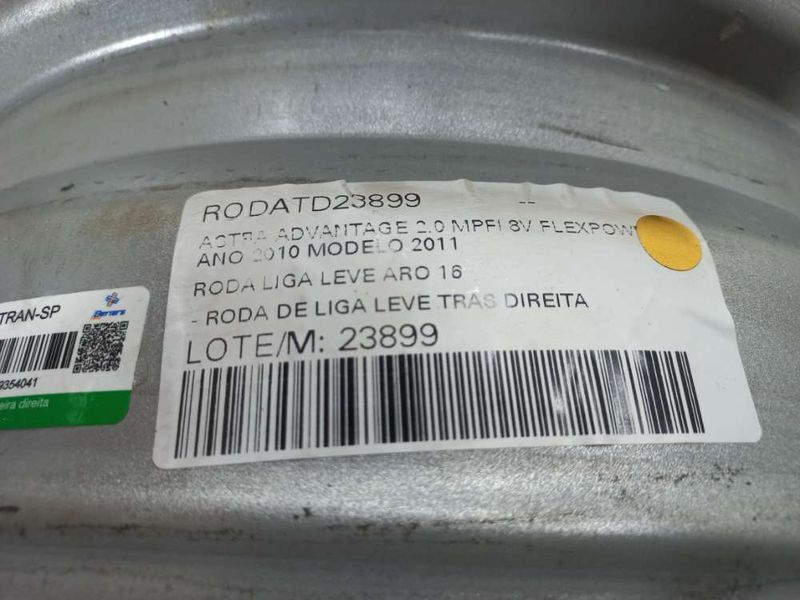 RODATD23899 --
ASTRA ADVANTAGE 2.0 MPFI 8V FLEXPOW
ANO 2010 MODELO 2011
RODA LIGA LEVE ARO 16
- RODA DE LIGA LEVE TRAS DIREITA
LOTE/M: 23899
TRAN-SP
9354041
eira direita